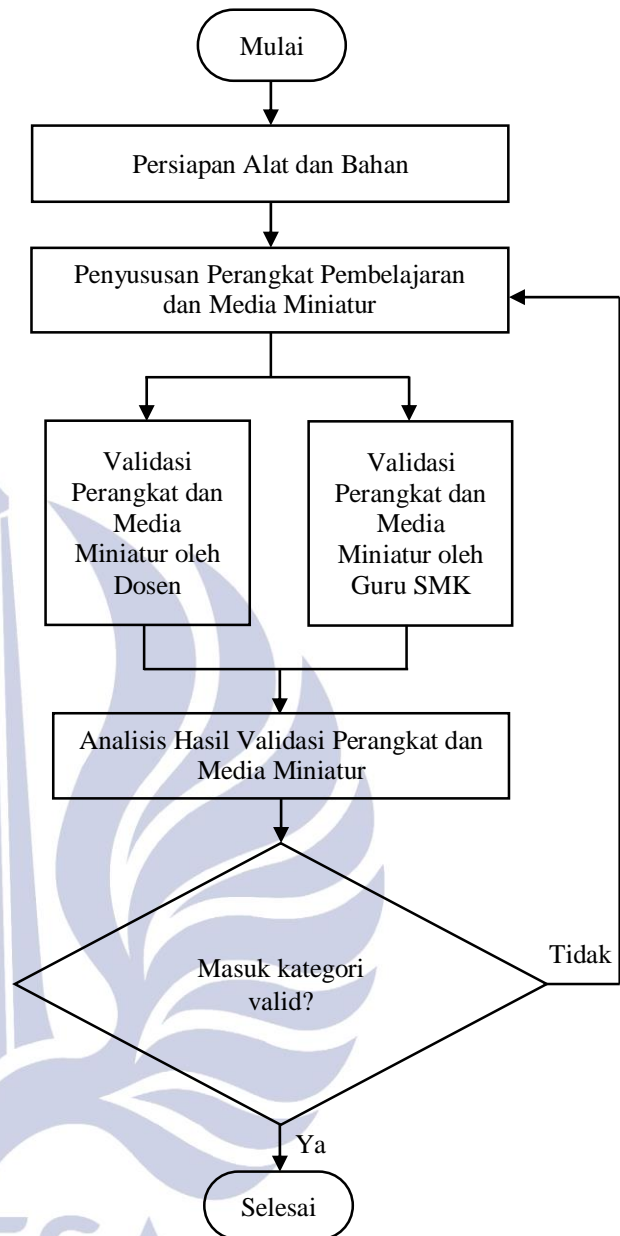 Mulai
Persiapan Alat dan Bahan
Penyususan Perangkat Pembelajaran
dan Media Miniatur
Validasi
Perangkat dan
Media
Miniatur oleh
Dosen
Validasi
Perangkat dan
Media
Miniatur oleh
Guru SMK
Analisis Hasil Validasi Perangkat dan
Media Miniatur
Masuk kategori
valid?
Tidak
Ya
Selesai